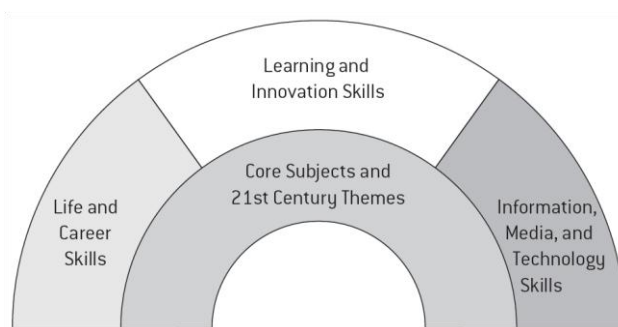 Learning and
Innovation Skills
Core Subjects and
21st Century Themes
Life and
Career
Skills
Information,
Media, and
Technology
Skills